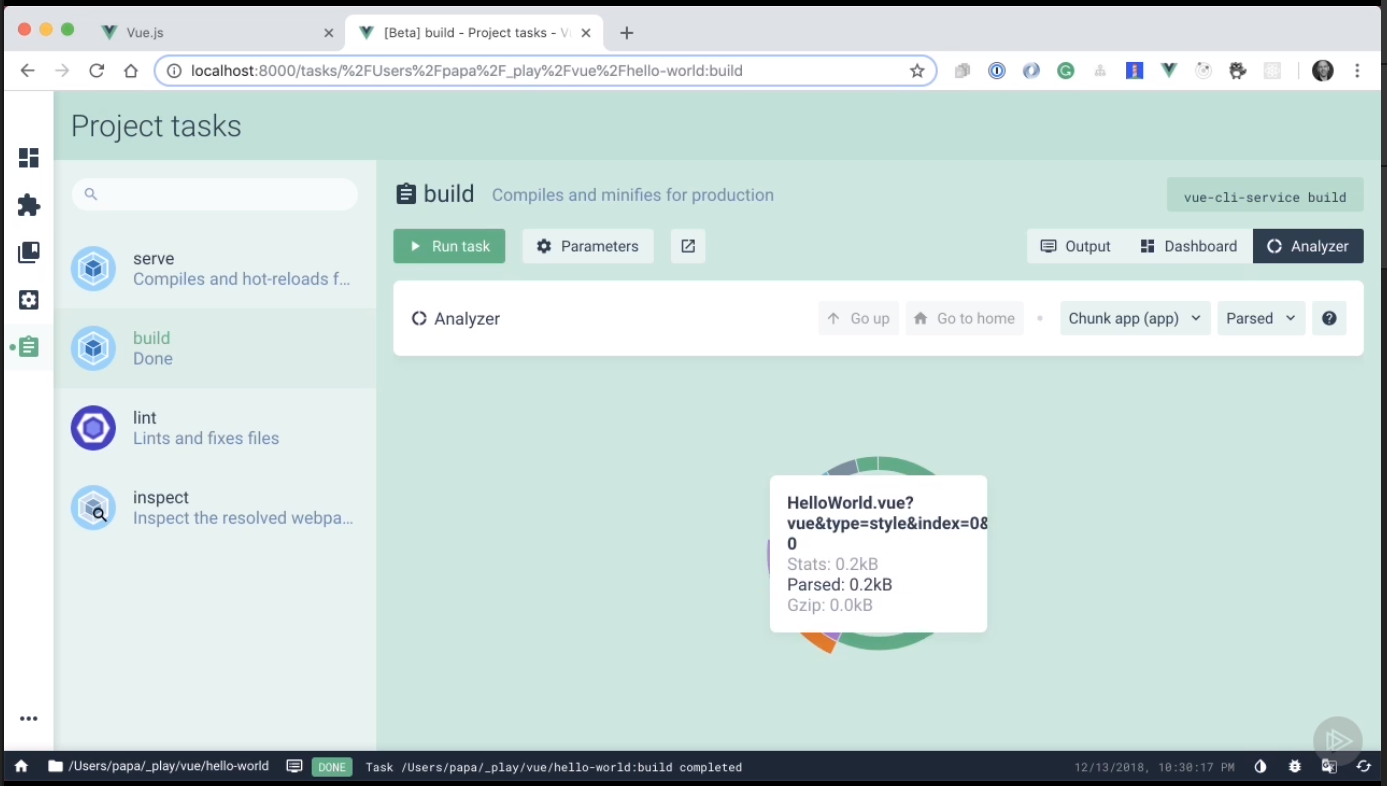 Vue.js
[Beta] build - Project tasks - V
localhost:8000/tasks/%2FUsers%2Fpapa%2F_play%2Fvue%2Fhello-world:build
Project tasks
build Compiles and minifies for production
vue-cli-service build
Run task Parameters
Output Dashboard Analyzer
serve
Compiles and hot-reloads f...
Analyzer
Go up Go to home Chunk app (app) Parsed
build
Done
lint
Lints and fixes files
inspect
Inspect the resolved webpa...
HelloWorld.vue?
vue&type=style&index=0&
0
Stats: 0.2kB
Parsed: 0.2kB
Gzip: 0.0kB
/Users/papa/_play/vue/hello-world DONE Task /Users/papa/_play/vue/hello-world:build completed 12/13/2018, 10:30:17 PM